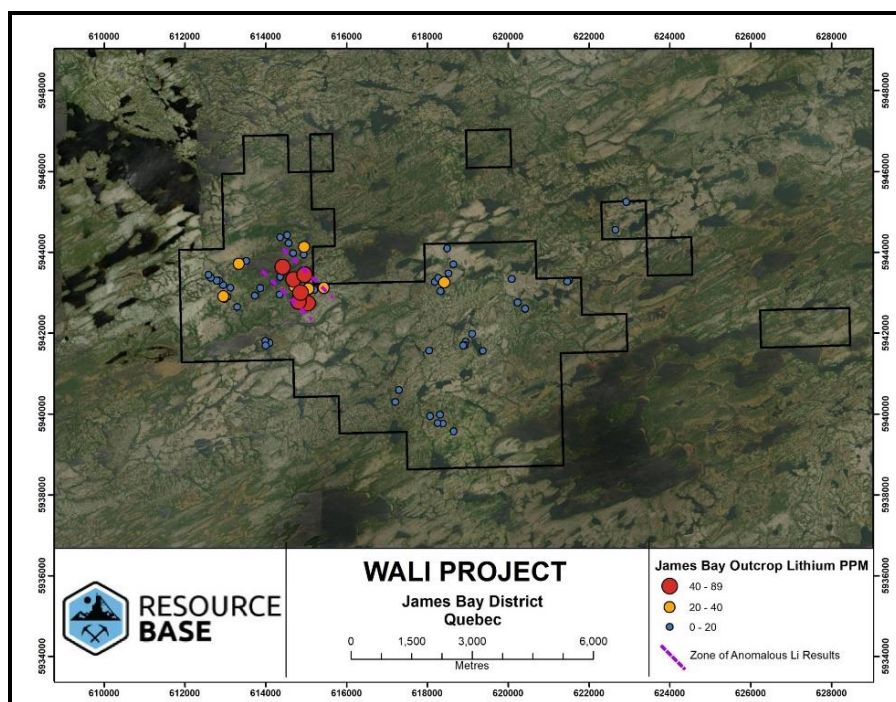 610000 612000 614000 616000 618000 620000 622000 624000 626000 628000
5948000 5948000
5946000 5946000
5944000 5944000
5942000 5942000
5940000 5940000
5938000 5938000
5936000 5936000
5934000 5934000
RESOURCE
BASE
WALI PROJECT
James Bay District
Quebec
0 1,500 3,000 6,000
Metres
James Bay Outcrop Lithium PPM
40 - 89
20 - 40
0 - 20
Zone of Anomalous Li Results
610000 612000 614000 616000 618000 620000 622000 624000 626000 628000